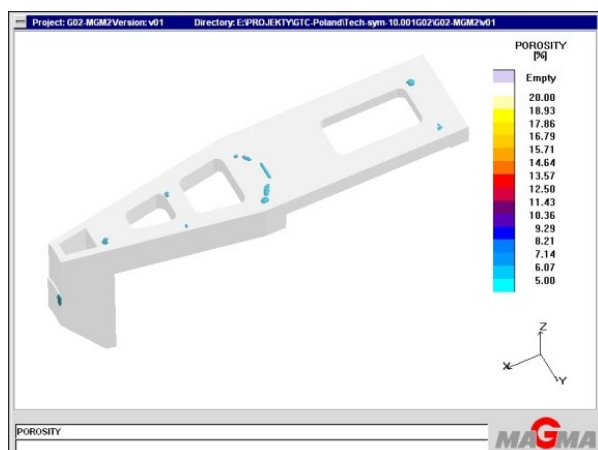 Project: G02-MGM2Version: v01 Directory: E:\PROJEKTY\GTC-Poland\Tech-sym-10.001G02\G02-MGM2\v01
POROSITY
[%]
Empty
20.00
18.93
17.86
16.79
15.71
14.64
13.57
12.50
11.43
10.36
9.29
8.21
7.14
6.07
5.00
Z
X
Y
POROSITY
MAGMA